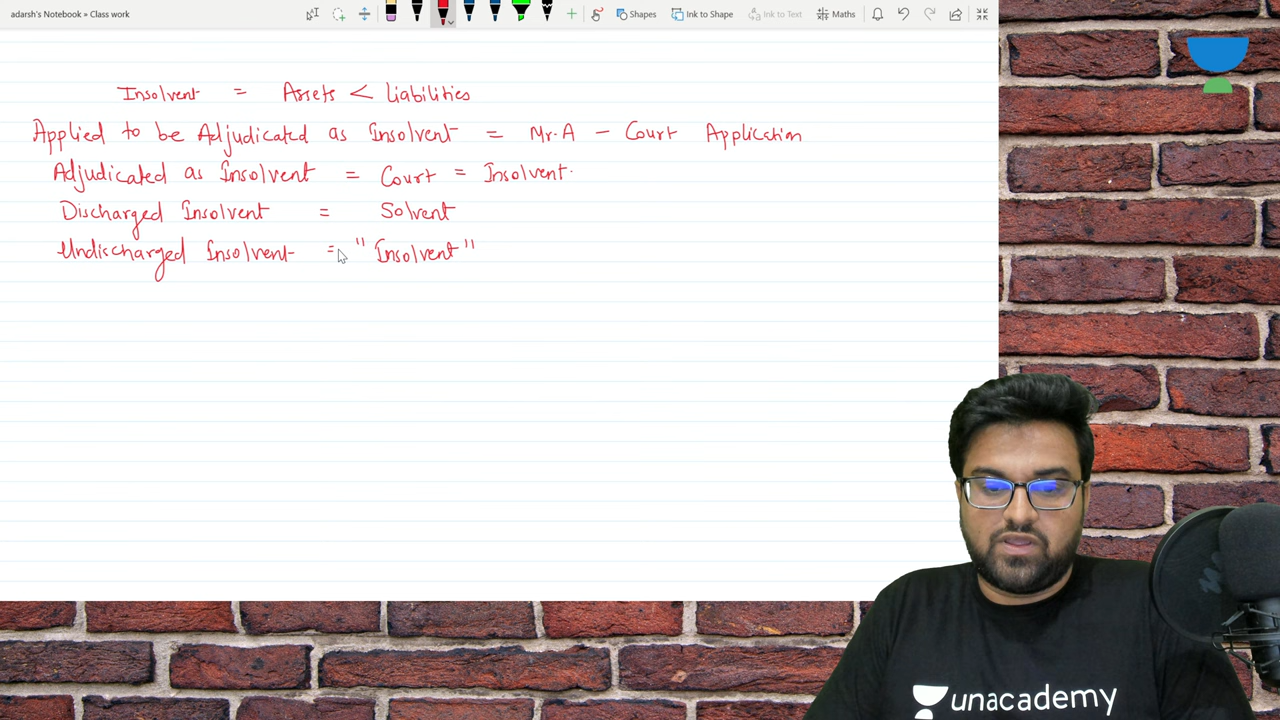 adarsh's Notebook » Class work
Shapes Ink to Shape Ink to Text Maths
Insolvent = Assets < Liabilities
Applied to be Adjudicated as Insolvent = Mr. A - Court Application
Adjudicated as Insolvent = Court = Insolvent.
Discharged Insolvent = Solvent
Undischarged Insolvent = "Insolvent"
unacademy